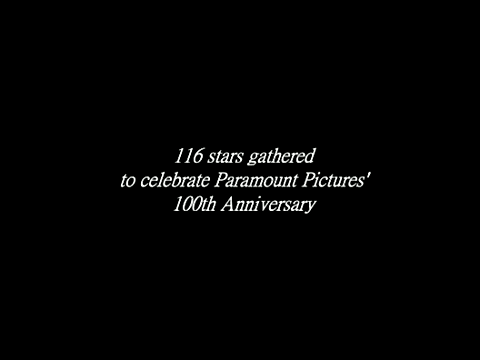 116 stars gathered
to celebrate Paramount Pictures'
100th Anniversary